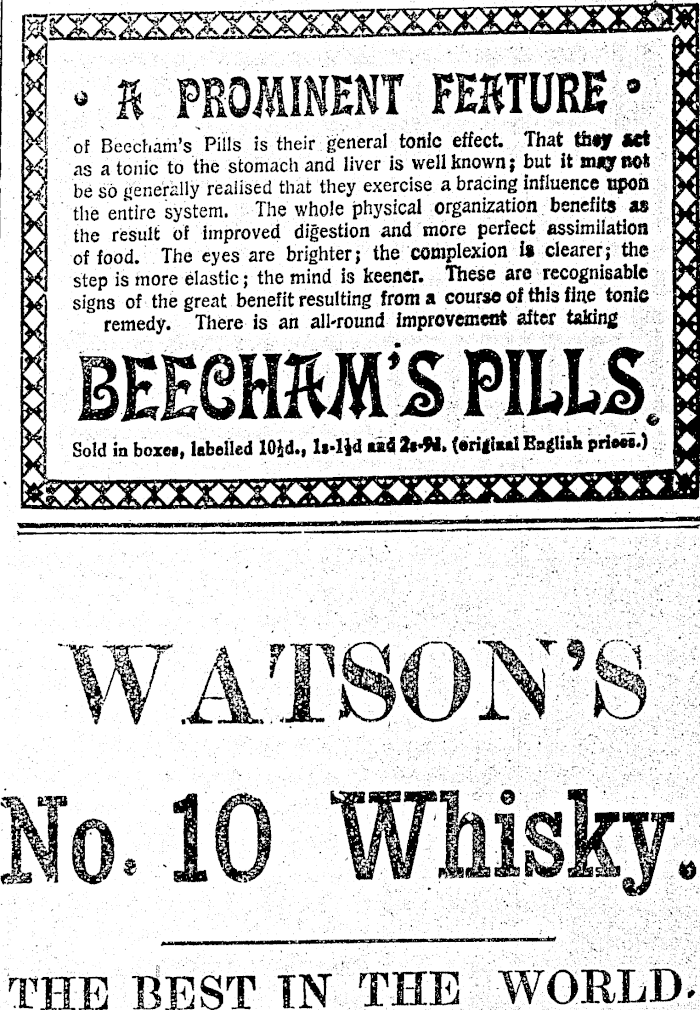 • A PROMINENT FEATURE •
of Beecham's Pills is their general tonic effect. That they act
as a tonic to the stomach and liver is well known; but it may not
be so generally realised that they exercise a bracing influence upon
the entire system. The whole physical organization benefits as
the result of improved digestion and more perfect assimilation
of food. The eyes are brighter; the complexion is clearer; the
step is more elastic; the mind is keener. These are recognisable
signs of the great benefit resulting from a course of this fine tonic
remedy. There is an all-round improvement after taking
BEECHAM'S PILLS.
Sold in boxes, labelled 10½d., 1s-1½d and 2s-9d. (original English prices.)
WATSON'S
No. 10 Whisky.
THE BEST IN THE WORLD.